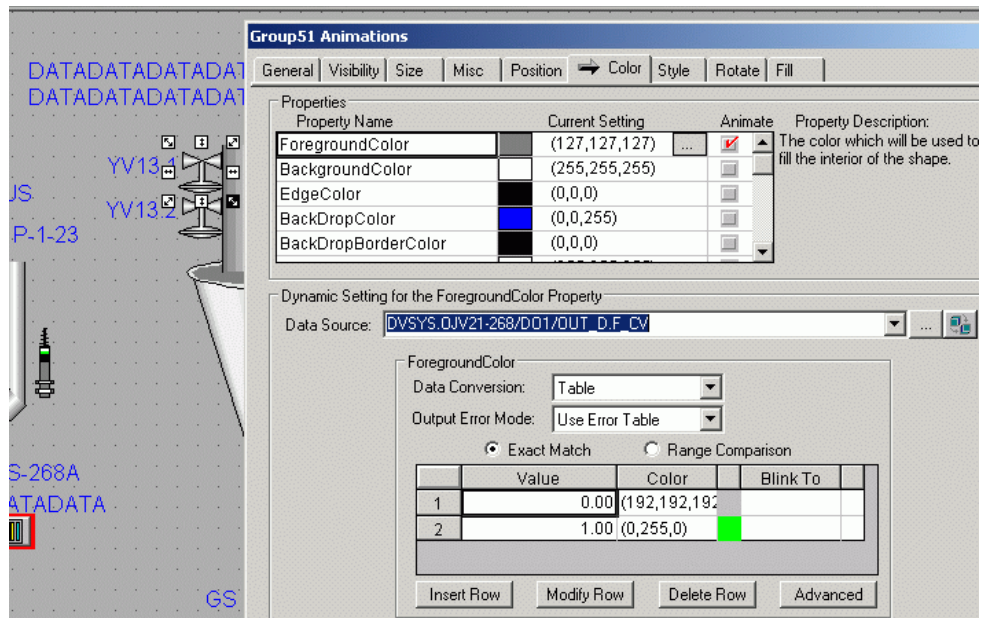 Group51 Animations
General Visibility Size Misc Position Color Style Rotate Fill
DATADATADATADAT
DATADATADATADAT
YV13.1
YV13.2
P-1-23
Properties
Property Name Current Setting Animate Property Description:
ForegroundColor (127,127,127) ... The color which will be used to
fill the interior of the shape.
BackgroundColor (255,255,255)
EdgeColor (0,0,0)
BackDropColor (0,0,255)
BackDropBorderColor (0,0,0)
Dynamic Setting for the ForegroundColor Property
Data Source: DVSYS.OJV21-268/DO1/OUT_D.F_CV ...
ForegroundColor
Data Conversion: Table
Output Error Mode: Use Error Table
Exact Match Range Comparison
Value Color Blink To
1 0.00 (192,192,192
2 1.00 (0,255,0)
Insert Row Modify Row Delete Row Advanced
S-268A
ATADATA
GS